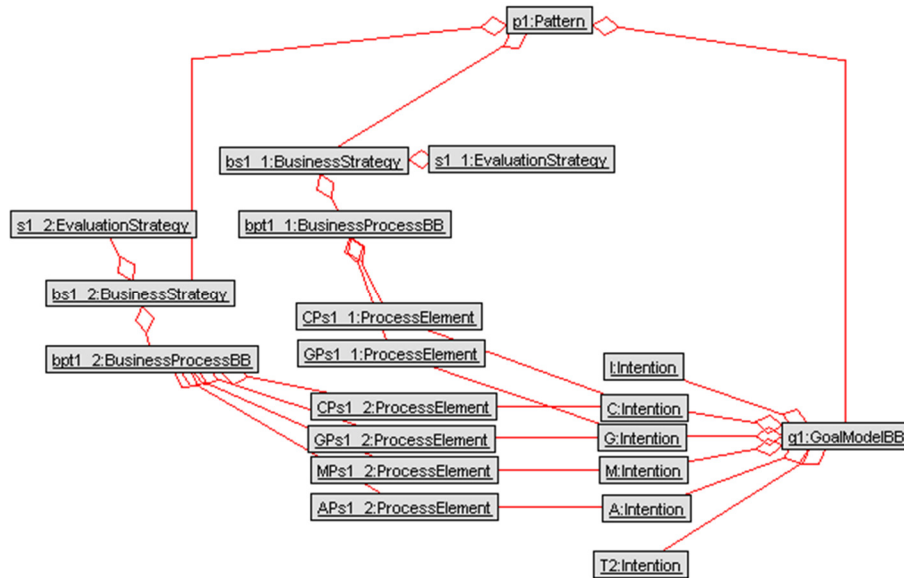 p1:Pattern
bs1_1:BusinessStrategy
s1_1:EvaluationStrategy
s1_2:EvaluationStrategy
bpt1_1:BusinessProcessBB
bs1_2:BusinessStrategy
CPs1_1:ProcessElement
bpt1_2:BusinessProcessBB
GPs1_1:ProcessElement
I:Intention
CPs1_2:ProcessElement
C:Intention
GPs1_2:ProcessElement
G:Intention
g1:GoalModelBB
MPs1_2:ProcessElement
M:Intention
APs1_2:ProcessElement
A:Intention
T2:Intention